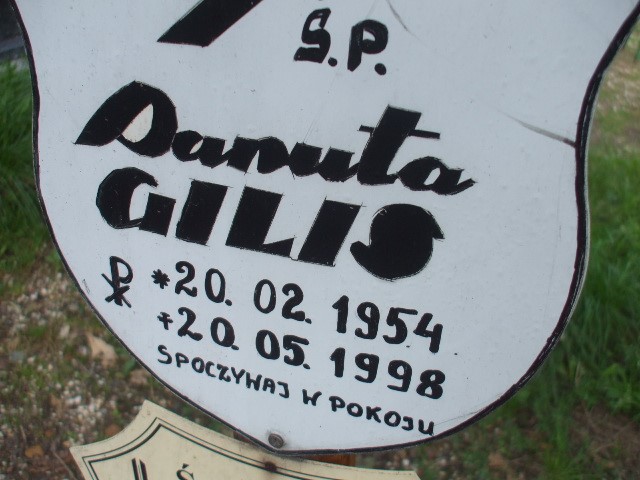 Ś.P.
Danuta
GILIS
*20. 02. 1954
+20. 05. 1998
SPOCZYWAJ W POKOJU